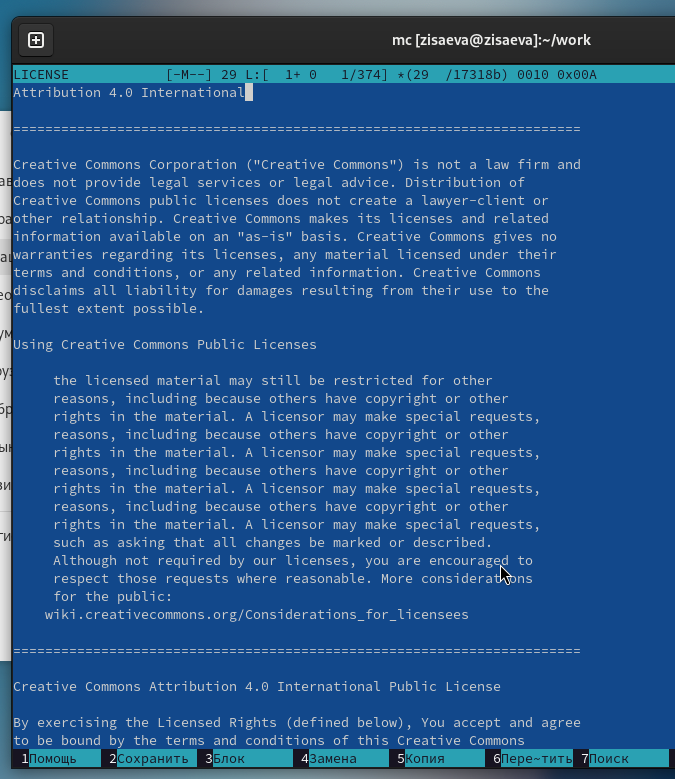 mc [zisaeva@zisaeva]:~/work
LICENSE [-M--] 29 L:[ 1+ 0 1/374] *(29 /17318b) 0010 0x00A
Attribution 4.0 International
=======================================================================
Creative Commons Corporation ("Creative Commons") is not a law firm and
does not provide legal services or legal advice. Distribution of
Creative Commons public licenses does not create a lawyer-client or
other relationship. Creative Commons makes its licenses and related
information available on an "as-is" basis. Creative Commons gives no
warranties regarding its licenses, any material licensed under their
terms and conditions, or any related information. Creative Commons
disclaims all liability for damages resulting from their use to the
fullest extent possible.
Using Creative Commons Public Licenses
the licensed material may still be restricted for other
reasons, including because others have copyright or other
rights in the material. A licensor may make special requests,
reasons, including because others have copyright or other
rights in the material. A licensor may make special requests,
reasons, including because others have copyright or other
rights in the material. A licensor may make special requests,
reasons, including because others have copyright or other
rights in the material. A licensor may make special requests,
such as asking that all changes be marked or described.
Although not required by our licenses, you are encouraged to
respect those requests where reasonable. More considerations
for the public:
wiki.creativecommons.org/Considerations_for_licensees
=======================================================================
Creative Commons Attribution 4.0 International Public License
By exercising the Licensed Rights (defined below), You accept and agree
to be bound by the terms and conditions of this Creative Commons
1Помощь 2Сохранить 3Блок 4Замена 5Копия 6Пере~тить 7Поиск